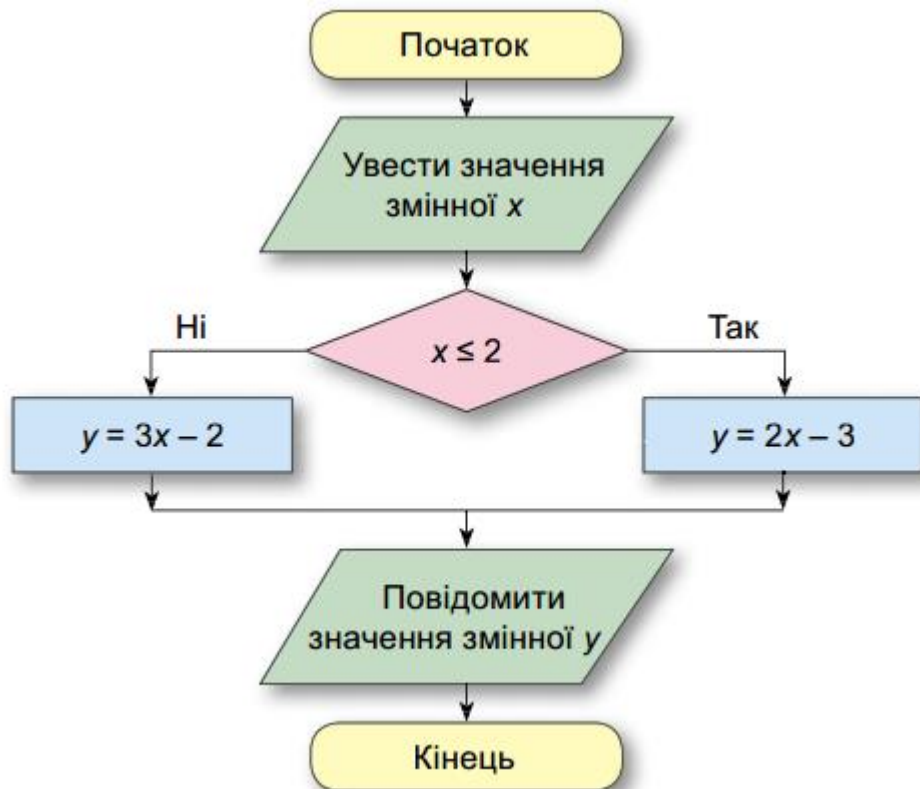 Початок
Увести значення
змінної x
Ні
x ≤ 2
Так
y = 3x – 2
y = 2x – 3
Повідомити
значення змінної y
Кінець